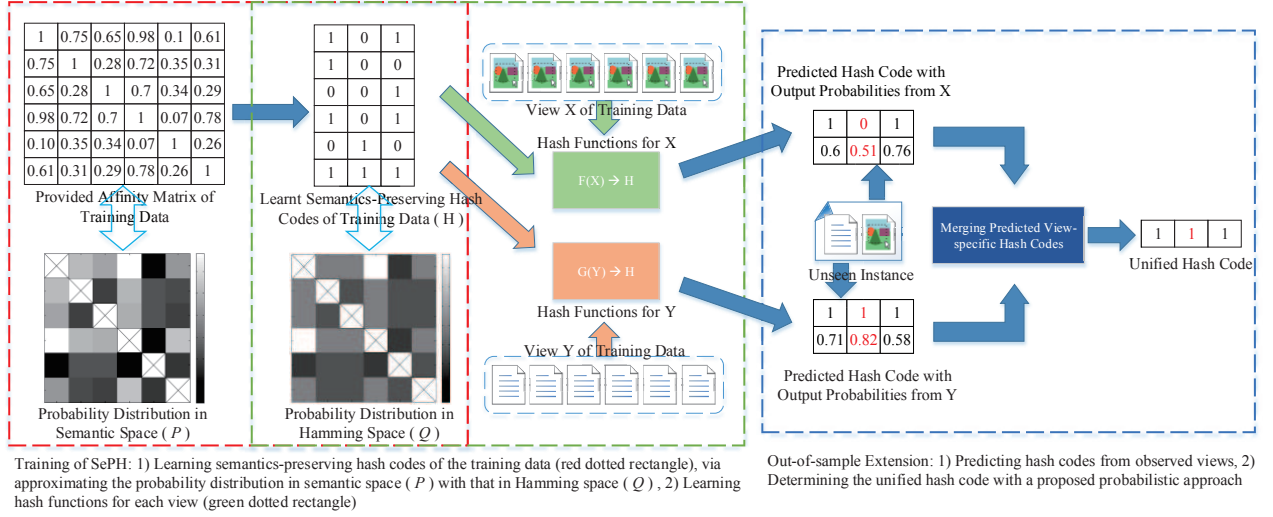 1 0.75 0.65 0.98 0.1 0.61
0.75 1 0.28 0.72 0.35 0.31
0.65 0.28 1 0.7 0.34 0.29
0.98 0.72 0.7 1 0.07 0.78
0.10 0.35 0.34 0.07 1 0.26
0.61 0.31 0.29 0.78 0.26 1
Provided Affinity Matrix of
Training Data
Probability Distribution in
Semantic Space ( P )
1 0 1
1 0 0
0 0 1
1 0 1
0 1 0
1 1 1
Learnt Semantics-Preserving Hash
Codes of Training Data ( H )
Probability Distribution in
Hamming Space ( Q )
View X of Training Data
Hash Functions for X
F(X) → H
G(Y) → H
Hash Functions for Y
View Y of Training Data
Predicted Hash Code with
Output Probabilities from X
1 0 1
0.6 0.51 0.76
Unseen Instance
1 1 1
0.71 0.82 0.58
Predicted Hash Code with
Output Probabilities from Y
Merging Predicted View-
specific Hash Codes
1 1 1
Unified Hash Code
Training of SePH: 1) Learning semantics-preserving hash codes of the training data (red dotted rectangle), via
approximating the probability distribution in semantic space ( P ) with that in Hamming space ( Q ) , 2) Learning
hash functions for each view (green dotted rectangle)
Out-of-sample Extension: 1) Predicting hash codes from observed views, 2)
Determining the unified hash code with a proposed probabilistic approach